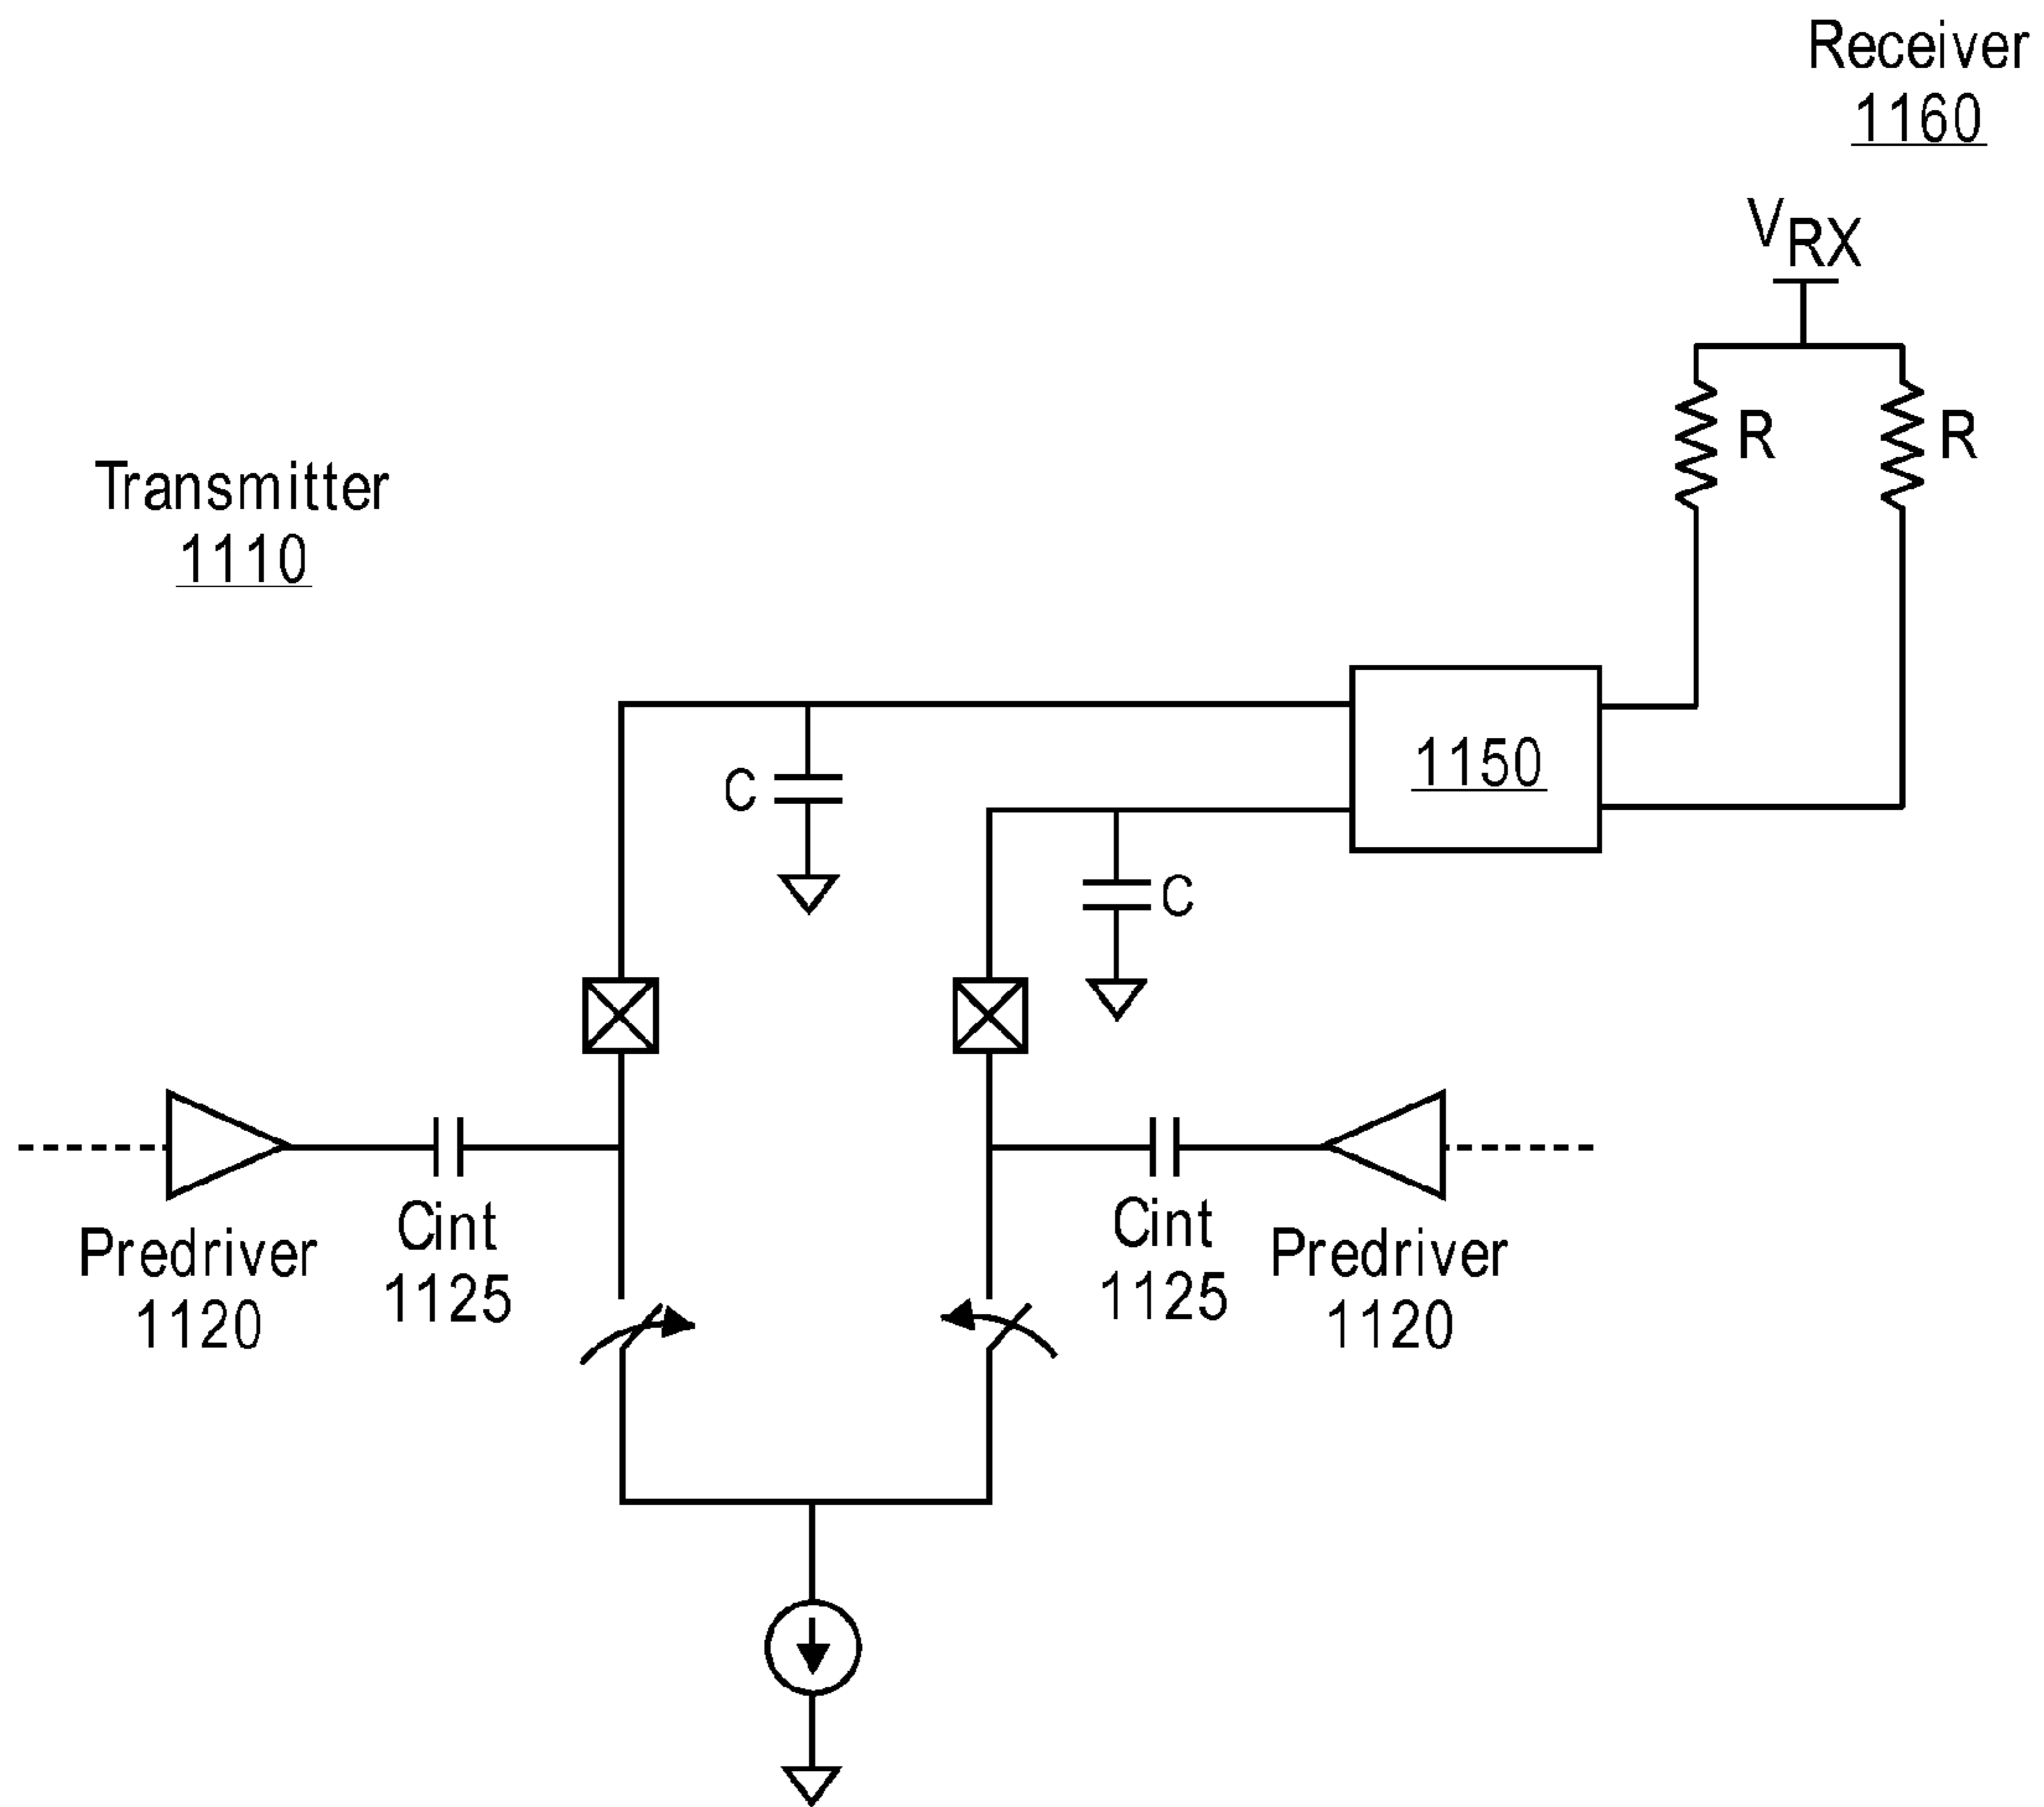 Receiver
1160
VRX
R
R
Transmitter
1110
1150
C
C
Cint
1125
Cint
1125
Predriver
1120
Predriver
1120